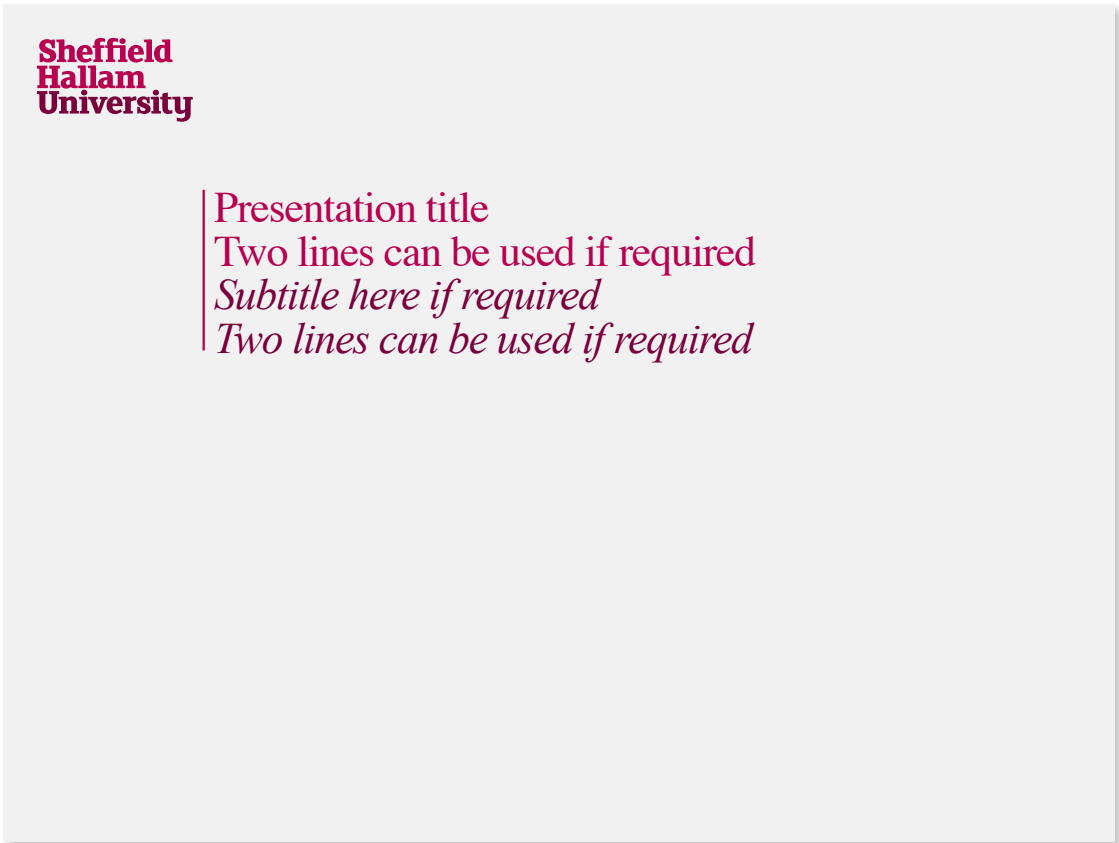 Sheffield
Hallam
University
Presentation title
Two lines can be used if required
Subtitle here if required
Two lines can be used if required